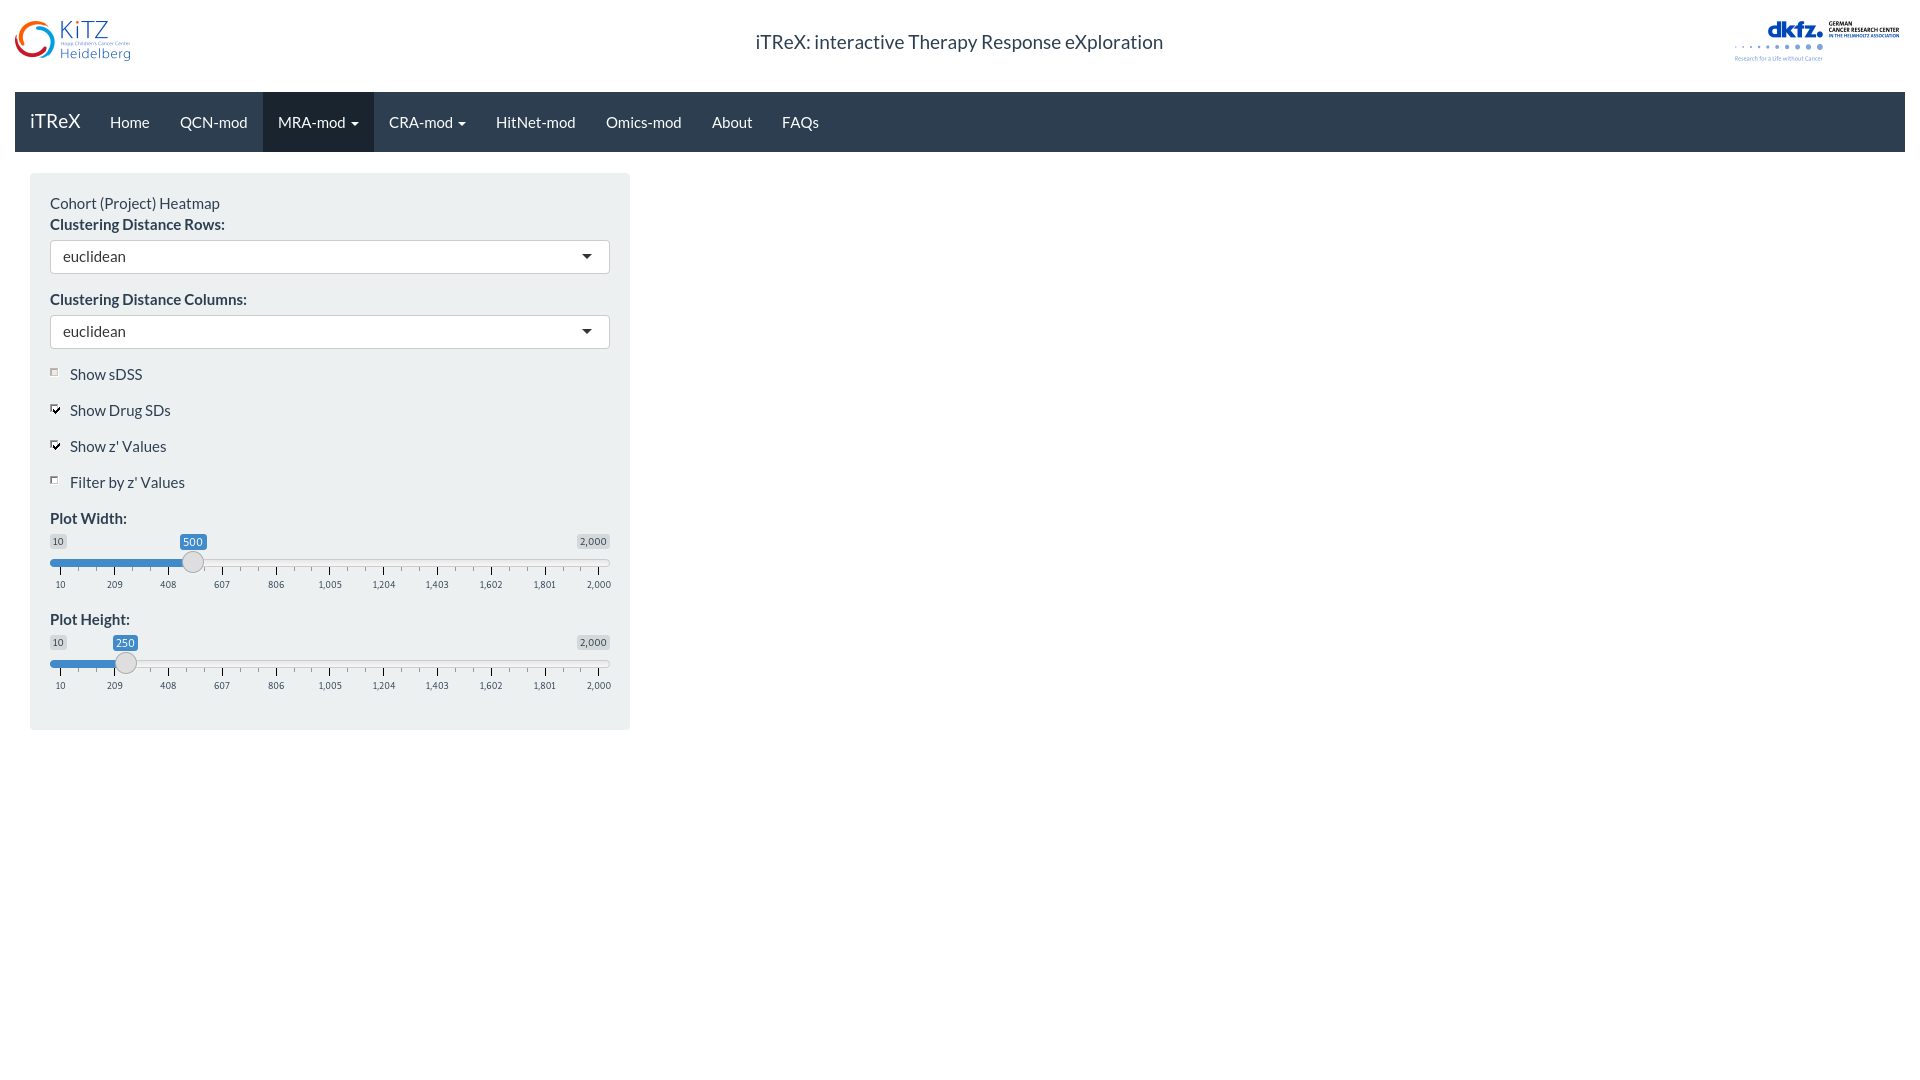 KiTZ
Hopp Children's Cancer Center
Heidelberg
iTReX: interactive Therapy Response eXploration
dkfz.
GERMAN
CANCER RESEARCH CENTER
IN THE HELMHOLTZ ASSOCIATION
Research for a Life without Cancer
iTReX Home QCN-mod MRA-mod CRA-mod HitNet-mod Omics-mod About FAQs
Cohort (Project) Heatmap
Clustering Distance Rows:
euclidean
Clustering Distance Columns:
euclidean
Show sDSS
Show Drug SDs
Show z' Values
Filter by z' Values
Plot Width:
10 500 2,000
10 209 408 607 806 1,005 1,204 1,403 1,602 1,801 2,000
Plot Height:
10 250 2,000
10 209 408 607 806 1,005 1,204 1,403 1,602 1,801 2,000